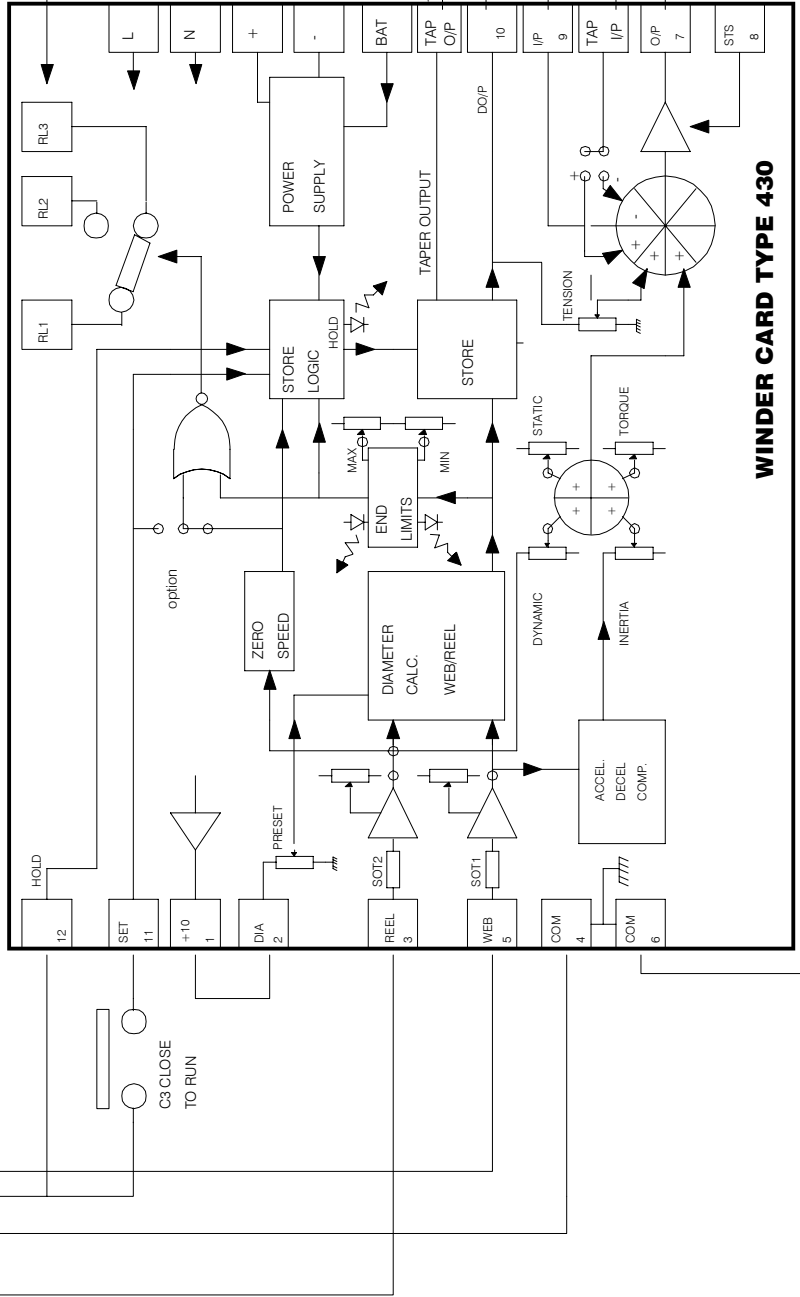 L
N
+
-
BAT
TAP
O/P
10
I/P
9
TAP
I/P
O/P
7
STS
8
RL3
RL2
RL1
POWER
SUPPLY
DO/P
TAPER OUTPUT
+
-
-
+
+
+
TENSION
STORE
LOGIC
HOLD
STORE
WINDER CARD TYPE 430
MAX
MIN
END
LIMITS
STATIC
TORQUE
+
+
+
+
option
ZERO
SPEED
DIAMETER
CALC.
WEB/REEL
DYNAMIC
INERTIA
ACCEL.
DECEL
COMP.
PRESET
SOT2
SOT1
HOLD
12
SET
11
+10
1
DIA
2
REEL
3
WEB
5
COM
4
COM
6
C3 CLOSE
TO RUN